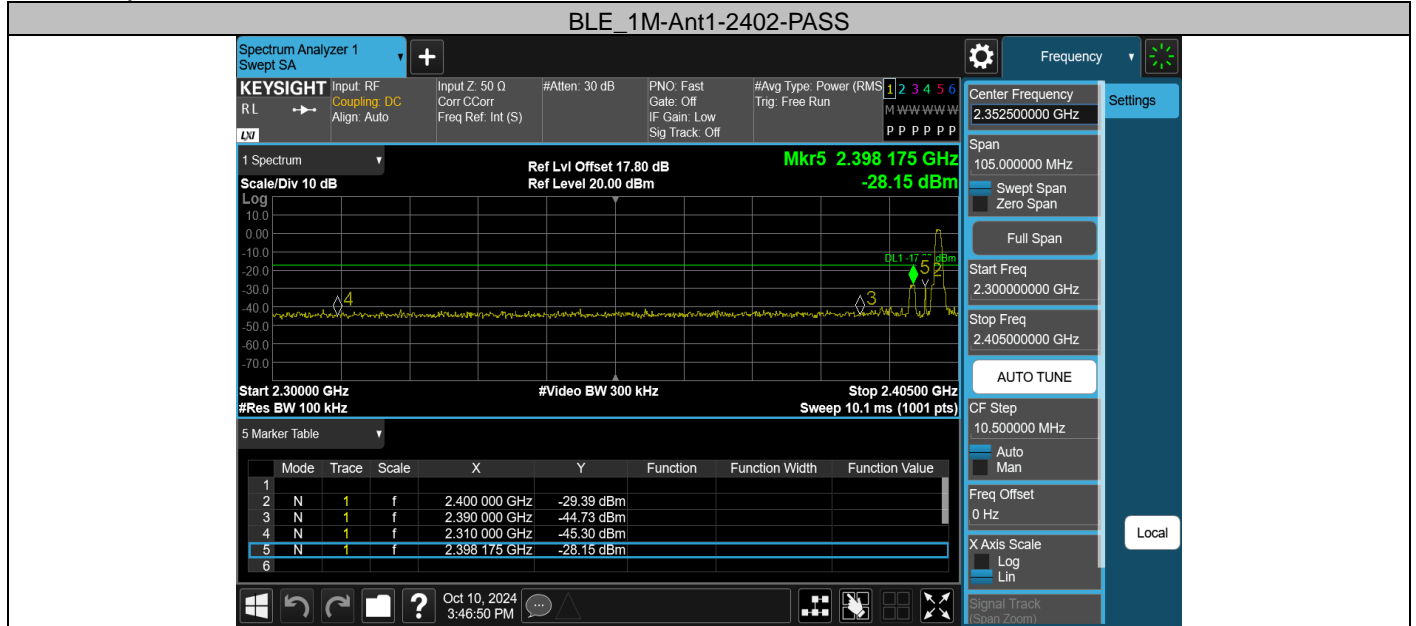 BLE_1M-Ant1-2402-PASS
Spectrum Analyzer 1
Swept SA
+
Frequency
KEYSIGHT
RL
LXI
Input: RF
Coupling: DC
Align: Auto
Input Z: 50 Ω
Corr CCorr
Freq Ref: Int (S)
#Atten: 30 dB
PNO: Fast
Gate: Off
IF Gain: Low
Sig Track: Off
#Avg Type: Power (RMS
Trig: Free Run
1 2 3 4 5 6
M W W W W W
P P P P P P
Center Frequency
2.352500000 GHz
Settings
1 Spectrum
Scale/Div 10 dB
Ref Lvl Offset 17.80 dB
Ref Level 20.00 dBm
Mkr5 2.398 175 GHz
-28.15 dBm
Span
105.000000 MHz
Swept Span
Zero Span
Full Span
Start Freq
2.300000000 GHz
Stop Freq
2.405000000 GHz
AUTO TUNE
CF Step
10.500000 MHz
Auto
Man
Freq Offset
0 Hz
X Axis Scale
Log
Lin
Signal Track
(Span Zoom)
Local
Log
10.0
0.00
-10.0
-20.0
-30.0
-40.0
-50.0
-60.0
-70.0
4
3
5
2
Start 2.30000 GHz
#Video BW 300 kHz
Stop 2.40500 GHz
#Res BW 100 kHz
Sweep 10.1 ms (1001 pts)
5 Marker Table
Mode Trace Scale X Y Function Function Width Function Value
1
2 N 1 f 2.400 000 GHz -29.39 dBm
3 N 1 f 2.390 000 GHz -44.73 dBm
4 N 1 f 2.310 000 GHz -45.30 dBm
5 N 1 f 2.398 175 GHz -28.15 dBm
6
?
Oct 10, 2024
3:46:50 PM